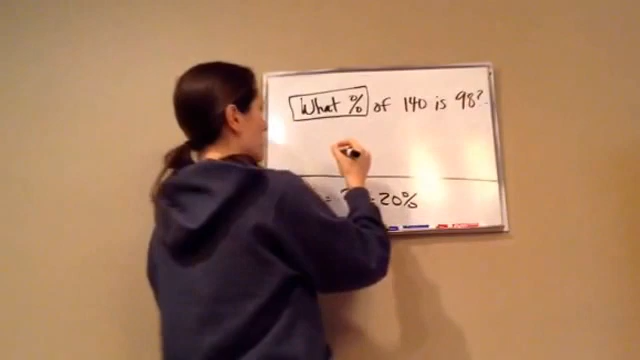 What % of 140 is 98?
= 20%